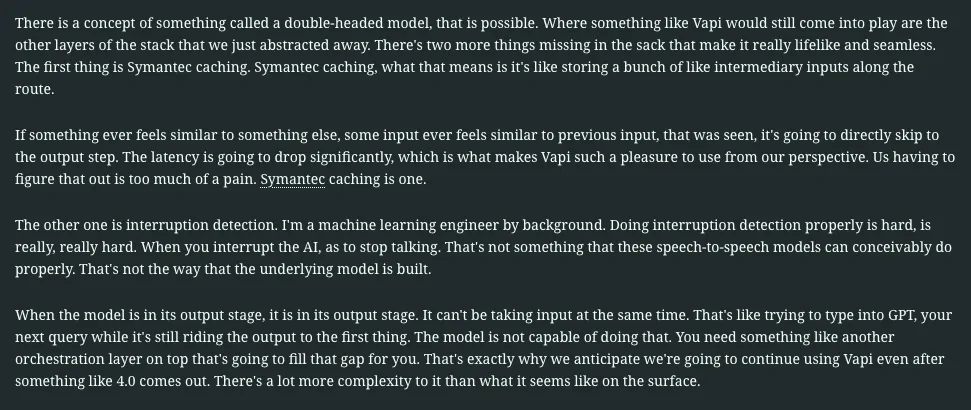 There is a concept of something called a double-headed model, that is possible. Where something like Vapi would still come into play are the
other layers of the stack that we just abstracted away. There's two more things missing in the sack that make it really lifelike and seamless.
The first thing is Symantec caching. Symantec caching, what that means is it's like storing a bunch of like intermediary inputs along the
route.
If something ever feels similar to something else, some input ever feels similar to previous input, that was seen, it's going to directly skip to
the output step. The latency is going to drop significantly, which is what makes Vapi such a pleasure to use from our perspective. Us having to
figure that out is too much of a pain. Symantec caching is one.
The other one is interruption detection. I'm a machine learning engineer by background. Doing interruption detection properly is hard, is
really, really hard. When you interrupt the AI, as to stop talking. That's not something that these speech-to-speech models can conceivably do
properly. That's not the way that the underlying model is built.
When the model is in its output stage, it is in its output stage. It can't be taking input at the same time. That's like trying to type into GPT, your
next query while it's still riding the output to the first thing. The model is not capable of doing that. You need something like another
orchestration layer on top that's going to fill that gap for you. That's exactly why we anticipate we're going to continue using Vapi even after
something like 4.0 comes out. There's a lot more complexity to it than what it seems like on the surface.